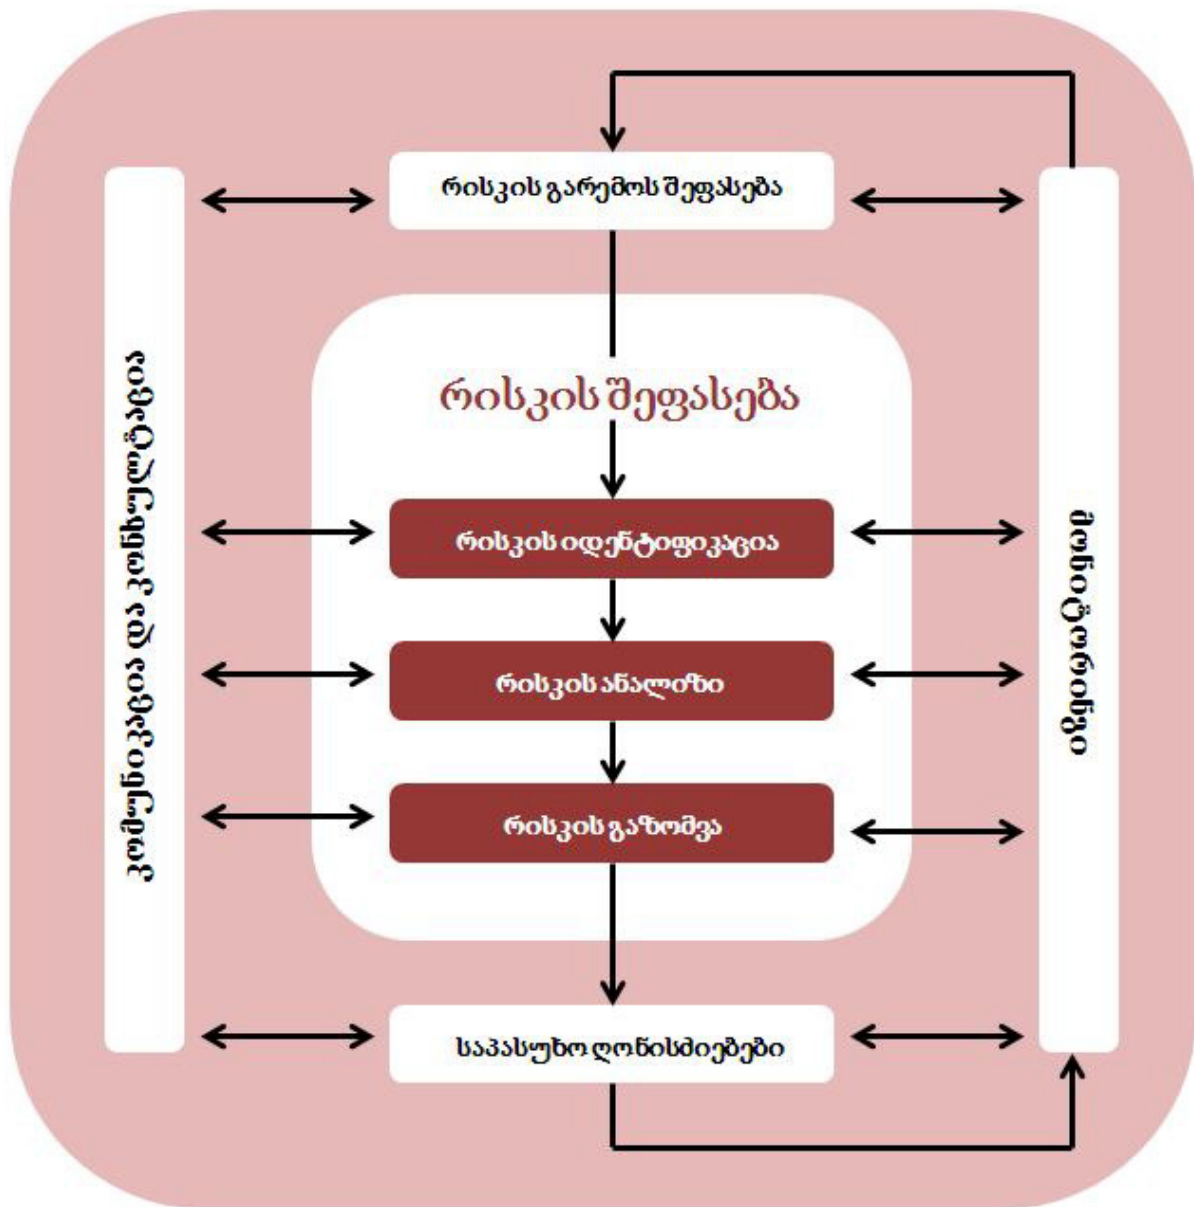 რისკის გარემოს შეფასება
კომუნიკაცია და კონსულტაცია
რისკის შეფასება
რისკის იდენტიფიკაცია
რისკის ანალიზი
რისკის გაზომვა
მონიტორინგი
საპასუხო ღონისძიებები